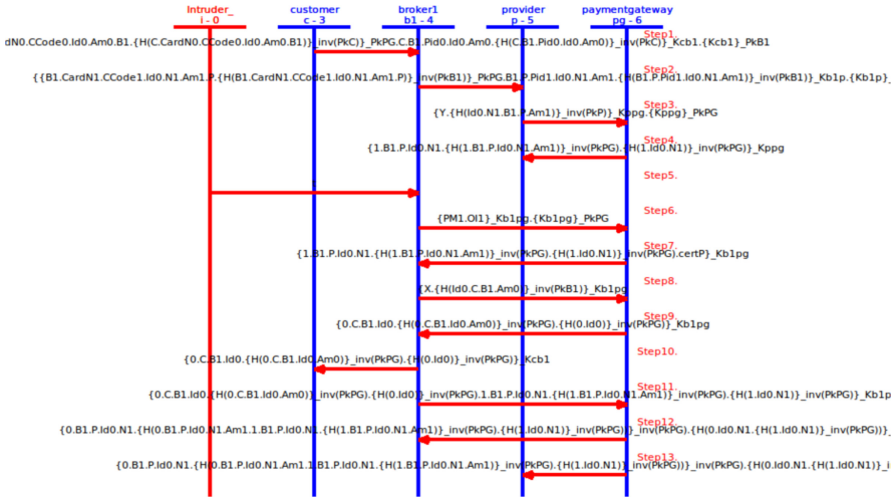 Intruder_ customer broker1 provider paymentgateway
i - 0 c - 3 b1 - 4 p - 5 pg - 6
Step1.
dN0.CCode0.Id0.Am0.B1.{H(C.CardN0.CCode0.Id0.Am0.B1)}_inv(PkC)}_PkPG.C.B1.Pid0.Id0.Am0.{H(C.B1.Pid0.Id0.Am0)}_inv(PkC)}_Kcb1.{Kcb1}_PkB1
Step2.
{{B1.CardN1.CCode1.Id0.N1.Am1.P.{H(B1.CardN1.CCode1.Id0.N1.Am1.P)}_inv(PkB1)}_PkPG.B1.P.Pid1.Id0.N1.Am1.{H(B1.P.Pid1.Id0.N1.Am1)}_inv(PkB1)}_Kb1p.{Kb1p}_
Step3.
{Y.{H(Id0.N1.B1.P.Am1)}_inv(PkP)}_Kppg.{Kppg}_PkPG
Step4.
{1.B1.P.Id0.N1.{H(1.B1.P.Id0.N1.Am1)}_inv(PkPG).{H(1.Id0.N1)}_inv(PkPG)}_Kppg
Step5.
Step6.
{PM1.OI1}_Kb1pg.{Kb1pg}_PkPG
Step7.
{1.B1.P.Id0.N1.{H(1.B1.P.Id0.N1.Am1)}_inv(PkPG).{H(1.Id0.N1)}_inv(PkPG).certP}_Kb1pg
Step8.
{X.{H(Id0.C.B1.Am0)}_inv(PkB1)}_Kb1pg
Step9.
{0.C.B1.Id0.{H(0.C.B1.Id0.Am0)}_inv(PkPG).{H(0.Id0)}_inv(PkPG)}_Kb1pg
Step10.
{0.C.B1.Id0.{H(0.C.B1.Id0.Am0)}_inv(PkPG).{H(0.Id0)}_inv(PkPG)}_Kcb1
Step11.
{0.C.B1.Id0.{H(0.C.B1.Id0.Am0)}_inv(PkPG).{H(0.Id0)}_inv(PkPG).1.B1.P.Id0.N1.{H(1.B1.P.Id0.N1.Am1)}_inv(PkPG).{H(1.Id0.N1)}_inv(PkPG)}_Kb1p
Step12.
{0.B1.P.Id0.N1.{H(0.B1.P.Id0.N1.Am1.1.B1.P.Id0.N1.{H(1.B1.P.Id0.N1.Am1)}_inv(PkPG).{H(1.Id0.N1)}_inv(PkPG))}_inv(PkPG).{H(0.Id0.N1.{H(1.Id0.N1)}_inv(PkPG))}_
Step13.
{0.B1.P.Id0.N1.{H(0.B1.P.Id0.N1.Am1.1.B1.P.Id0.N1.{H(1.B1.P.Id0.N1.Am1)}_inv(PkPG).{H(1.Id0.N1)}_inv(PkPG))}_inv(PkPG).{H(0.Id0.N1.{H(1.Id0.N1)}_i